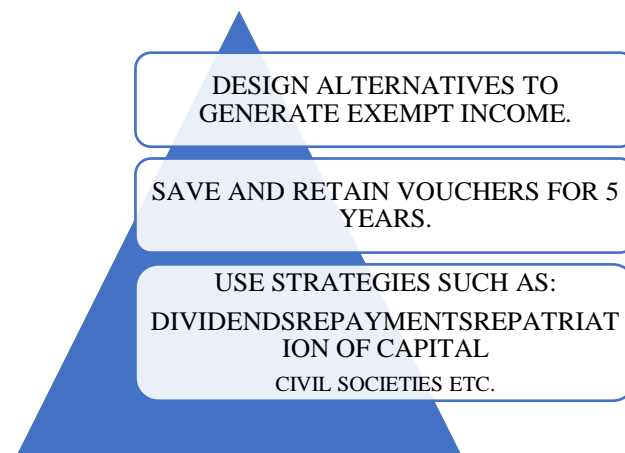 DESIGN ALTERNATIVES TO
GENERATE EXEMPT INCOME.
SAVE AND RETAIN VOUCHERS FOR 5
YEARS.
USE STRATEGIES SUCH AS:
DIVIDENDSREPAYMENTSREPATRIAT
ION OF CAPITAL
CIVIL SOCIETIES ETC.